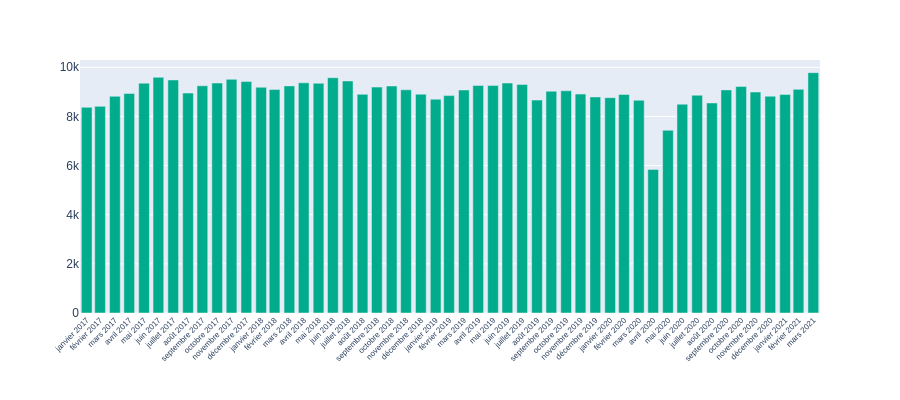 10k
8k
6k
4k
2k
0
janvier 2017
février 2017
mars 2017
avril 2017
mai 2017
juin 2017
juillet 2017
août 2017
septembre 2017
octobre 2017
novembre 2017
décembre 2017
janvier 2018
février 2018
mars 2018
avril 2018
mai 2018
juin 2018
juillet 2018
août 2018
septembre 2018
octobre 2018
novembre 2018
décembre 2018
janvier 2019
février 2019
mars 2019
avril 2019
mai 2019
juin 2019
juillet 2019
août 2019
septembre 2019
octobre 2019
novembre 2019
décembre 2019
janvier 2020
février 2020
mars 2020
avril 2020
mai 2020
juin 2020
juillet 2020
août 2020
septembre 2020
octobre 2020
novembre 2020
décembre 2020
janvier 2021
février 2021
mars 2021